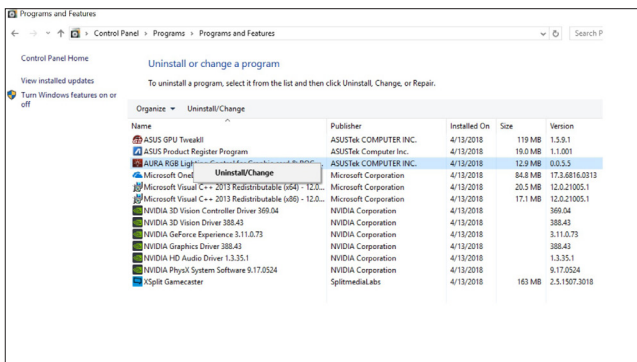 Programs and Features
Control Panel > Programs > Programs and Features
Search P
Control Panel Home
View installed updates
Turn Windows features on or
off
Uninstall or change a program
To uninstall a program, select it from the list and then click Uninstall, Change, or Repair.
Organize Uninstall/Change
Name Publisher Installed On Size Version
ASUS GPU TweakII ASUSTek COMPUTER INC. 4/13/2018 119 MB 1.5.9.1
ASUS Product Register Program ASUSTek Computer Inc. 4/13/2018 19.0 MB 1.1.001
AURA RGB Lighting Control ASUSTek COMPUTER INC. 4/13/2018 12.9 MB 0.0.5.5
Uninstall/Change
Microsoft One Microsoft Corporation 4/13/2018 84.8 MB 17.3.6816.0313
Microsoft Visual C++ 2013 Redistributable (x64) - 12.0... Microsoft Corporation 4/13/2018 20.5 MB 12.0.21005.1
Microsoft Visual C++ 2013 Redistributable (x86) - 12.0... Microsoft Corporation 4/13/2018 17.1 MB 12.0.21005.1
NVIDIA 3D Vision Controller Driver 369.04 NVIDIA Corporation 4/13/2018 369.04
NVIDIA 3D Vision Driver 388.43 NVIDIA Corporation 4/13/2018 388.43
NVIDIA GeForce Experience 3.11.0.73 NVIDIA Corporation 4/13/2018 3.11.0.73
NVIDIA Graphics Driver 388.43 NVIDIA Corporation 4/13/2018 388.43
NVIDIA HD Audio Driver 1.3.35.1 NVIDIA Corporation 4/13/2018 1.3.35.1
NVIDIA PhysX System Software 9.17.0524 NVIDIA Corporation 4/13/2018 9.17.0524
XSplit Gamecaster SplitmediaLabs 4/13/2018 163 MB 2.5.1507.3018